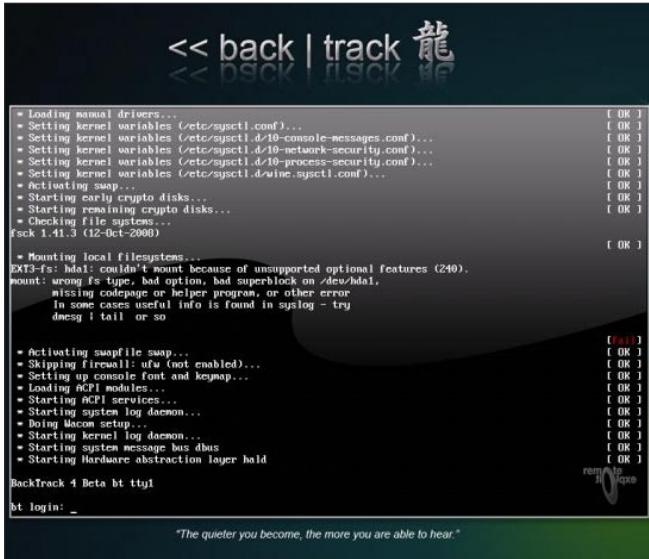 << back | track 龍
* Loading manual drivers... [ OK ]
* Setting kernel variables (/etc/sysctl.conf)... [ OK ]
* Setting kernel variables (/etc/sysctl.d/10-console-messages.conf)... [ OK ]
* Setting kernel variables (/etc/sysctl.d/10-network-security.conf)... [ OK ]
* Setting kernel variables (/etc/sysctl.d/10-process-security.conf)... [ OK ]
* Setting kernel variables (/etc/sysctl.d/wine.sysctl.conf)... [ OK ]
* Activating swap... [ OK ]
* Starting early crypto disks... [ OK ]
* Starting remaining crypto disks... [ OK ]
* Checking file systems...
fsck 1.41.3 (12-Oct-2008)
[ OK ]
* Mounting local filesystems...
EXT3-fs: hda1: couldn't mount because of unsupported optional features (240).
mount: wrong fs type, bad option, bad superblock on /dev/hda1,
missing codepage or helper program, or other error
In some cases useful info is found in syslog - try
dmesg | tail or so
[fail]
* Activating swapfile swap... [ OK ]
* Skipping firewall: ufw (not enabled)... [ OK ]
* Setting up console font and keymap... [ OK ]
* Loading ACPI modules... [ OK ]
* Starting ACPI services... [ OK ]
* Starting system log daemon... [ OK ]
* Doing Wacom setup... [ OK ]
* Starting kernel log daemon... [ OK ]
* Starting system message bus dbus [ OK ]
* Starting Hardware abstraction layer hald [ OK ]
BackTrack 4 Beta bt tty1
bt login: _
"The quieter you become, the more you are able to hear."